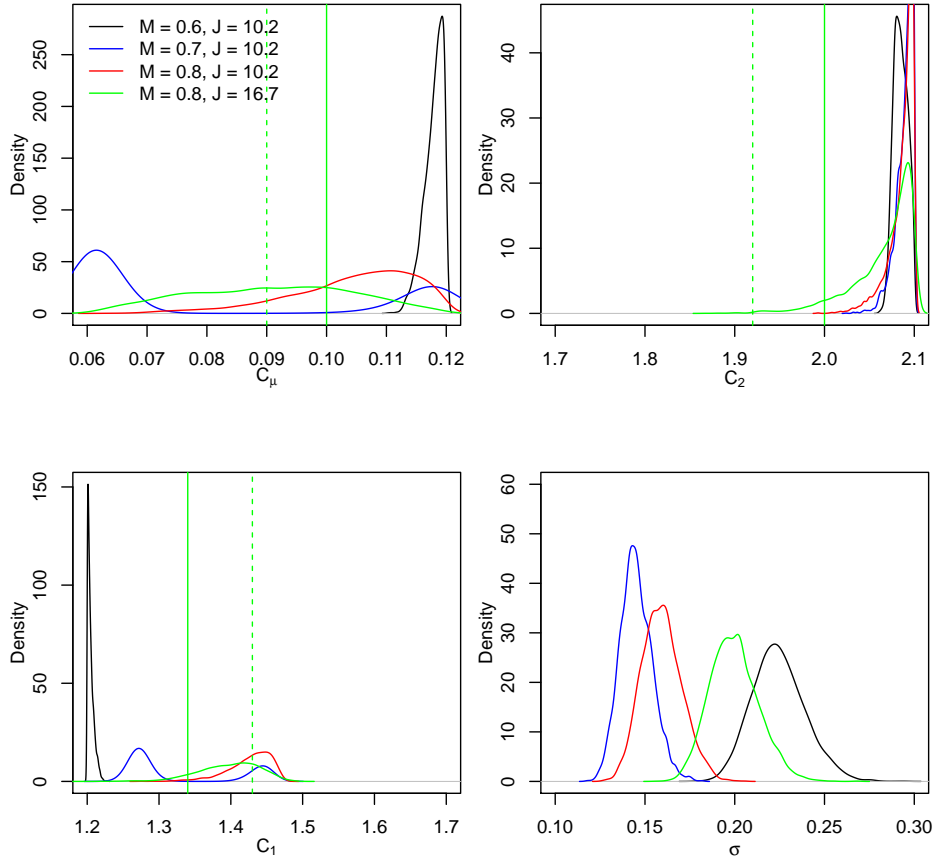 M = 0.6, J = 10.2
M = 0.7, J = 10.2
M = 0.8, J = 10.2
M = 0.8, J = 16.7
Density
0 50 100 150 200 250
0.06 0.07 0.08 0.09 0.10 0.11 0.12
Cμ
Density
0 10 20 30 40
1.7 1.8 1.9 2.0 2.1
C2
Density
0 50 100 150
1.2 1.3 1.4 1.5 1.6 1.7
C1
Density
0 10 20 30 40 50 60
0.10 0.15 0.20 0.25 0.30
σ